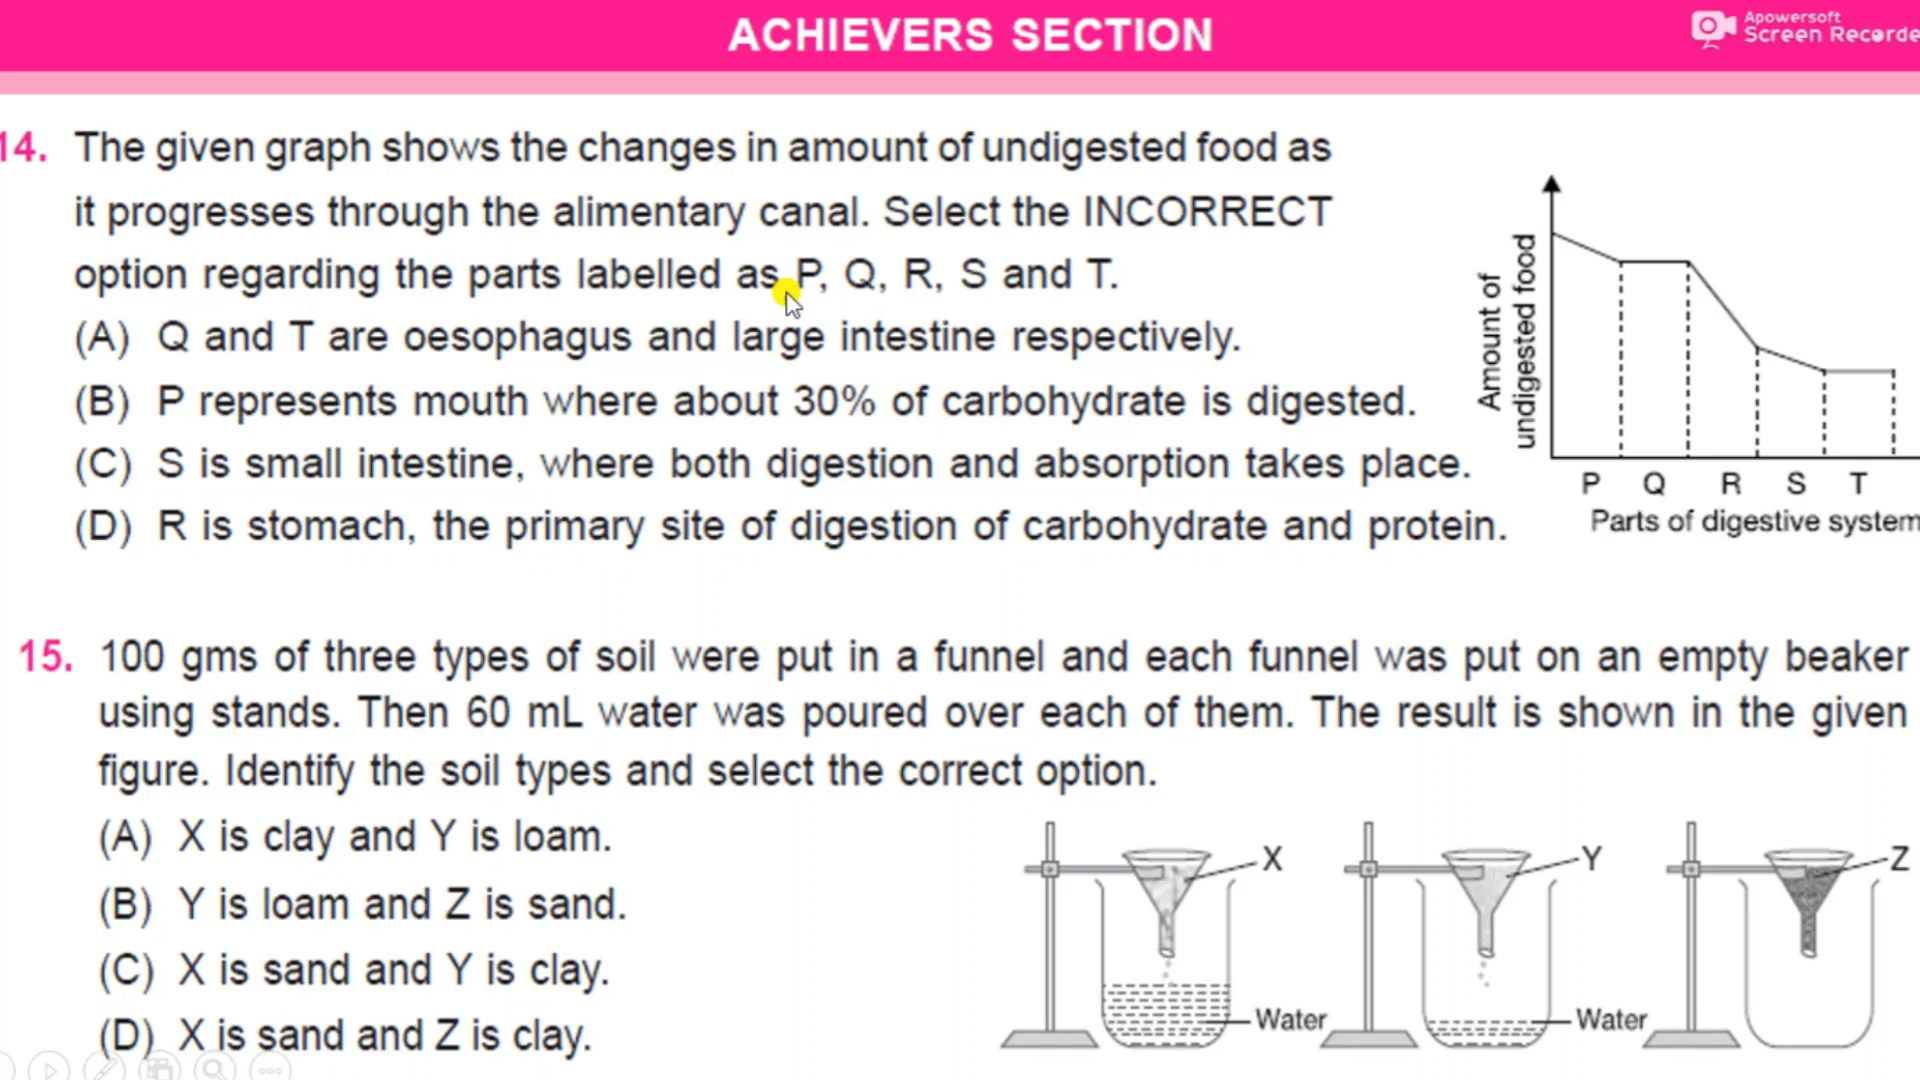 ACHIEVERS SECTION
Apowersoft
Screen Recorde
14. The given graph shows the changes in amount of undigested food as
it progresses through the alimentary canal. Select the INCORRECT
option regarding the parts labelled as P, Q, R, S and T.
(A) Q and T are oesophagus and large intestine respectively.
(B) P represents mouth where about 30% of carbohydrate is digested.
(C) S is small intestine, where both digestion and absorption takes place.
(D) R is stomach, the primary site of digestion of carbohydrate and protein.
Amount of
undigested food
P Q R S T
Parts of digestive system
15. 100 gms of three types of soil were put in a funnel and each funnel was put on an empty beaker
using stands. Then 60 mL water was poured over each of them. The result is shown in the given
figure. Identify the soil types and select the correct option.
(A) X is clay and Y is loam.
(B) Y is loam and Z is sand.
(C) X is sand and Y is clay.
(D) X is sand and Z is clay.
X
Y
Z
Water
Water